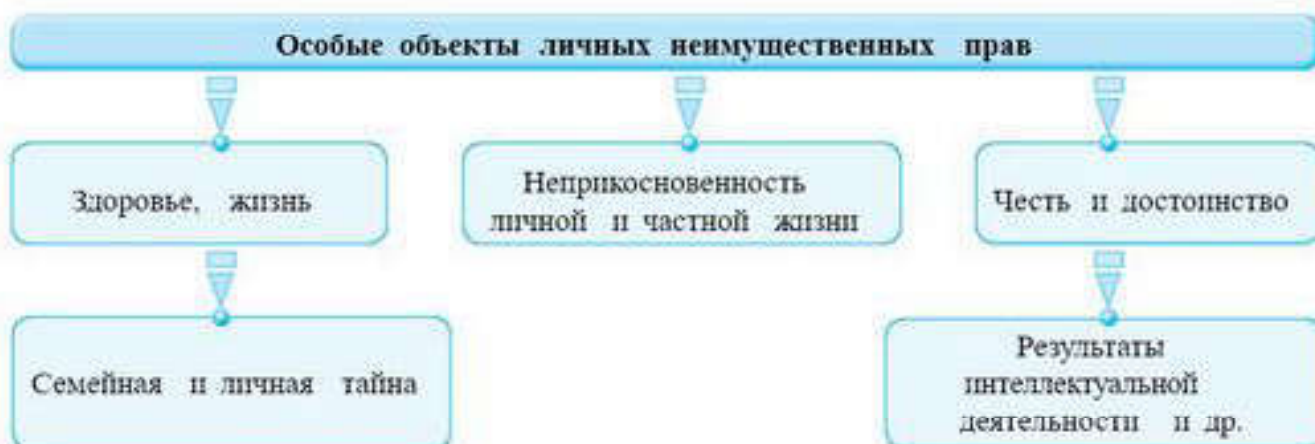 Особые объекты личных неимущественных прав
Здоровье, жизнь
Неприкосновенность
личной и частной жизни
Честь и достоинство
Семейная и личная тайна
Результаты
интеллектуальной
деятельности и др.